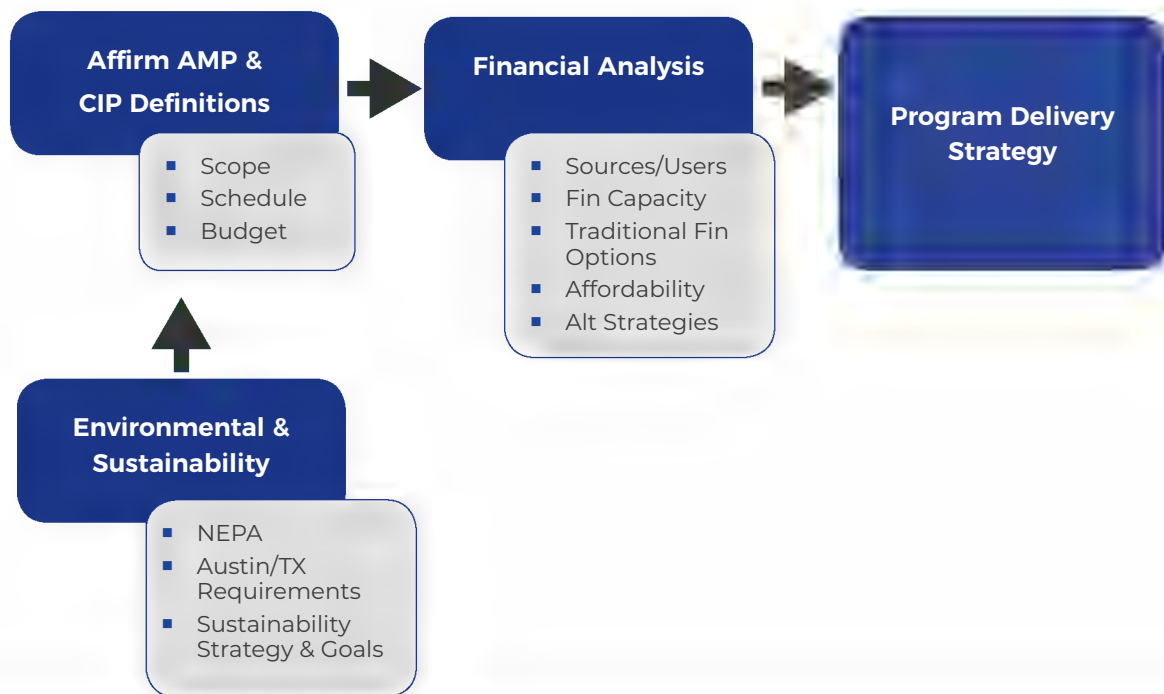 Affirm AMP &
CIP Definitions
Scope
Schedule
Budget
Financial Analysis
Sources/Users
Fin Capacity
Traditional Fin
Options
Affordability
Alt Strategies
Program Delivery
Strategy
Environmental &
Sustainability
NEPA
Austin/TX
Requirements
Sustainability
Strategy & Goals